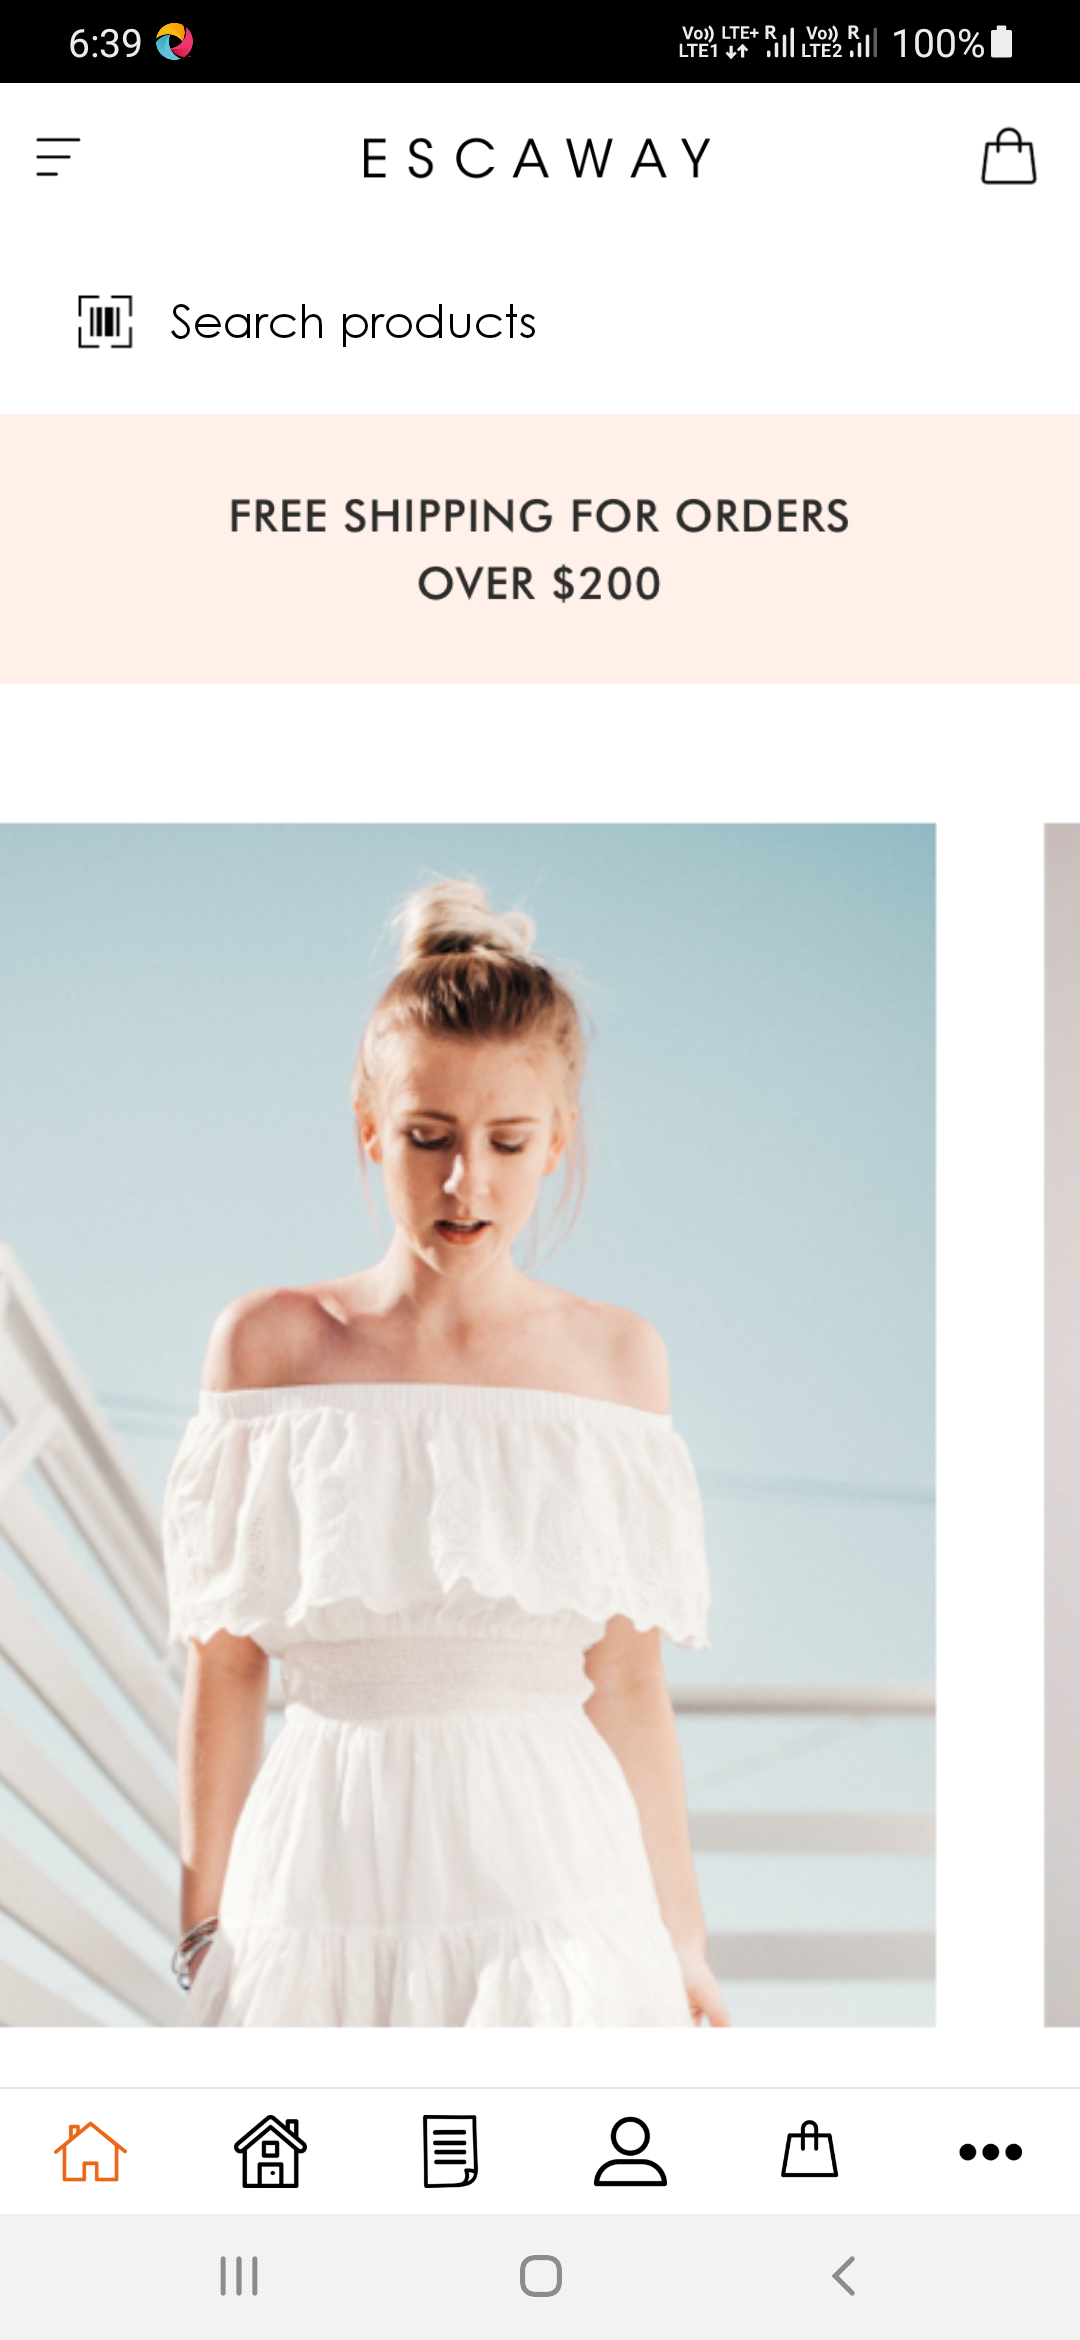 6:39
Vo)) LTE+ R Vo)) R 100%
LTE1 LTE2
ESCAWAY
Search products
FREE SHIPPING FOR ORDERS
OVER $200